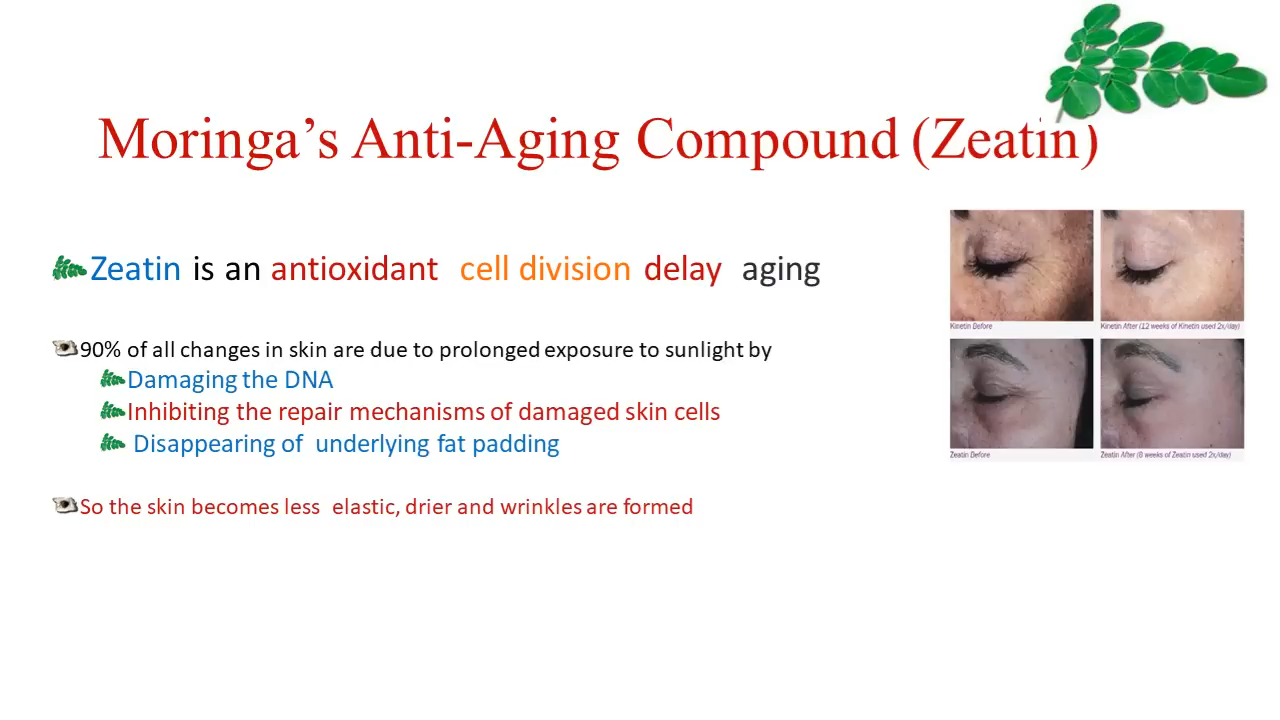 Moringa’s Anti-Aging Compound (Zeatin)
Zeatin is an antioxidant cell division delay aging
90% of all changes in skin are due to prolonged exposure to sunlight by
Damaging the DNA
Inhibiting the repair mechanisms of damaged skin cells
Disappearing of underlying fat padding
So the skin becomes less elastic, drier and wrinkles are formed
Kinetin Before
Kinetin After (12 weeks of Kinetin used 2x/day)
Zeatin Before
Zeatin After (8 weeks of Zeatin used 2x/day)